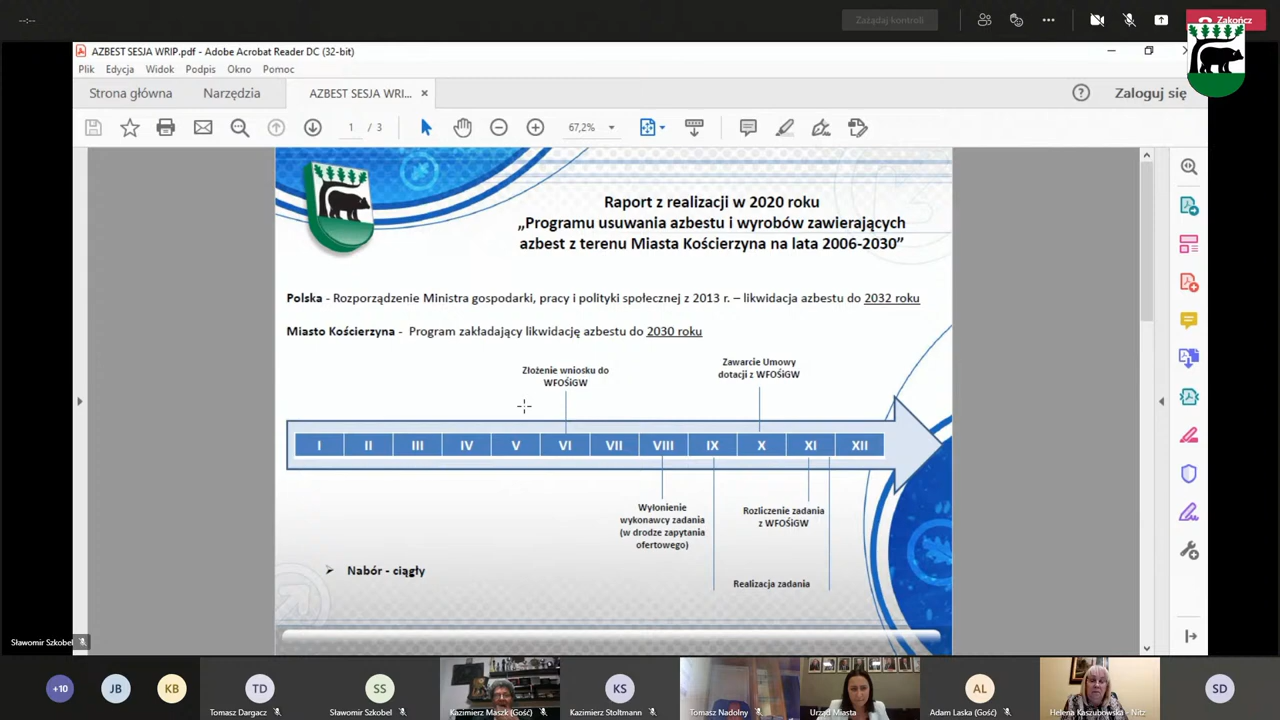 --:--
Zażądaj kontroli
Zakończ
AZBEST SESJA WRIP.pdf - Adobe Acrobat Reader DC (32-bit)
Plik Edycja Widok Podpis Okno Pomoc
Strona główna Narzędzia AZBEST SESJA WRI... Zaloguj się
1 / 3 67,2%
Raport z realizacji w 2020 roku
„Programu usuwania azbestu i wyrobów zawierających
azbest z terenu Miasta Kościerzyna na lata 2006-2030”
Polska - Rozporządzenie Ministra gospodarki, pracy i polityki społecznej z 2013 r. – likwidacja azbestu do 2032 roku
Miasto Kościerzyna - Program zakładający likwidację azbestu do 2030 roku
Złożenie wniosku do
WFOŚiGW
Zawarcie Umowy
dotacji z WFOŚiGW
I II III IV V VI VII VIII IX X XI XII
Wyłonienie
wykonawcy zadania
(w drodze zapytania
ofertowego)
Rozliczenie zadania
z WFOŚiGW
Realizacja zadania
Nabór - ciągły
Sławomir Szkobel
+10 JB KB TD SS KS AL SD
Tomasz Dargacz Sławomir Szkobel Kazimierz Maszk (Gość) Kazimierz Stoltmann Tomasz Nadolny Urząd Miasta Adam Laska (Gość) Helena Kaszubowska - Nitz